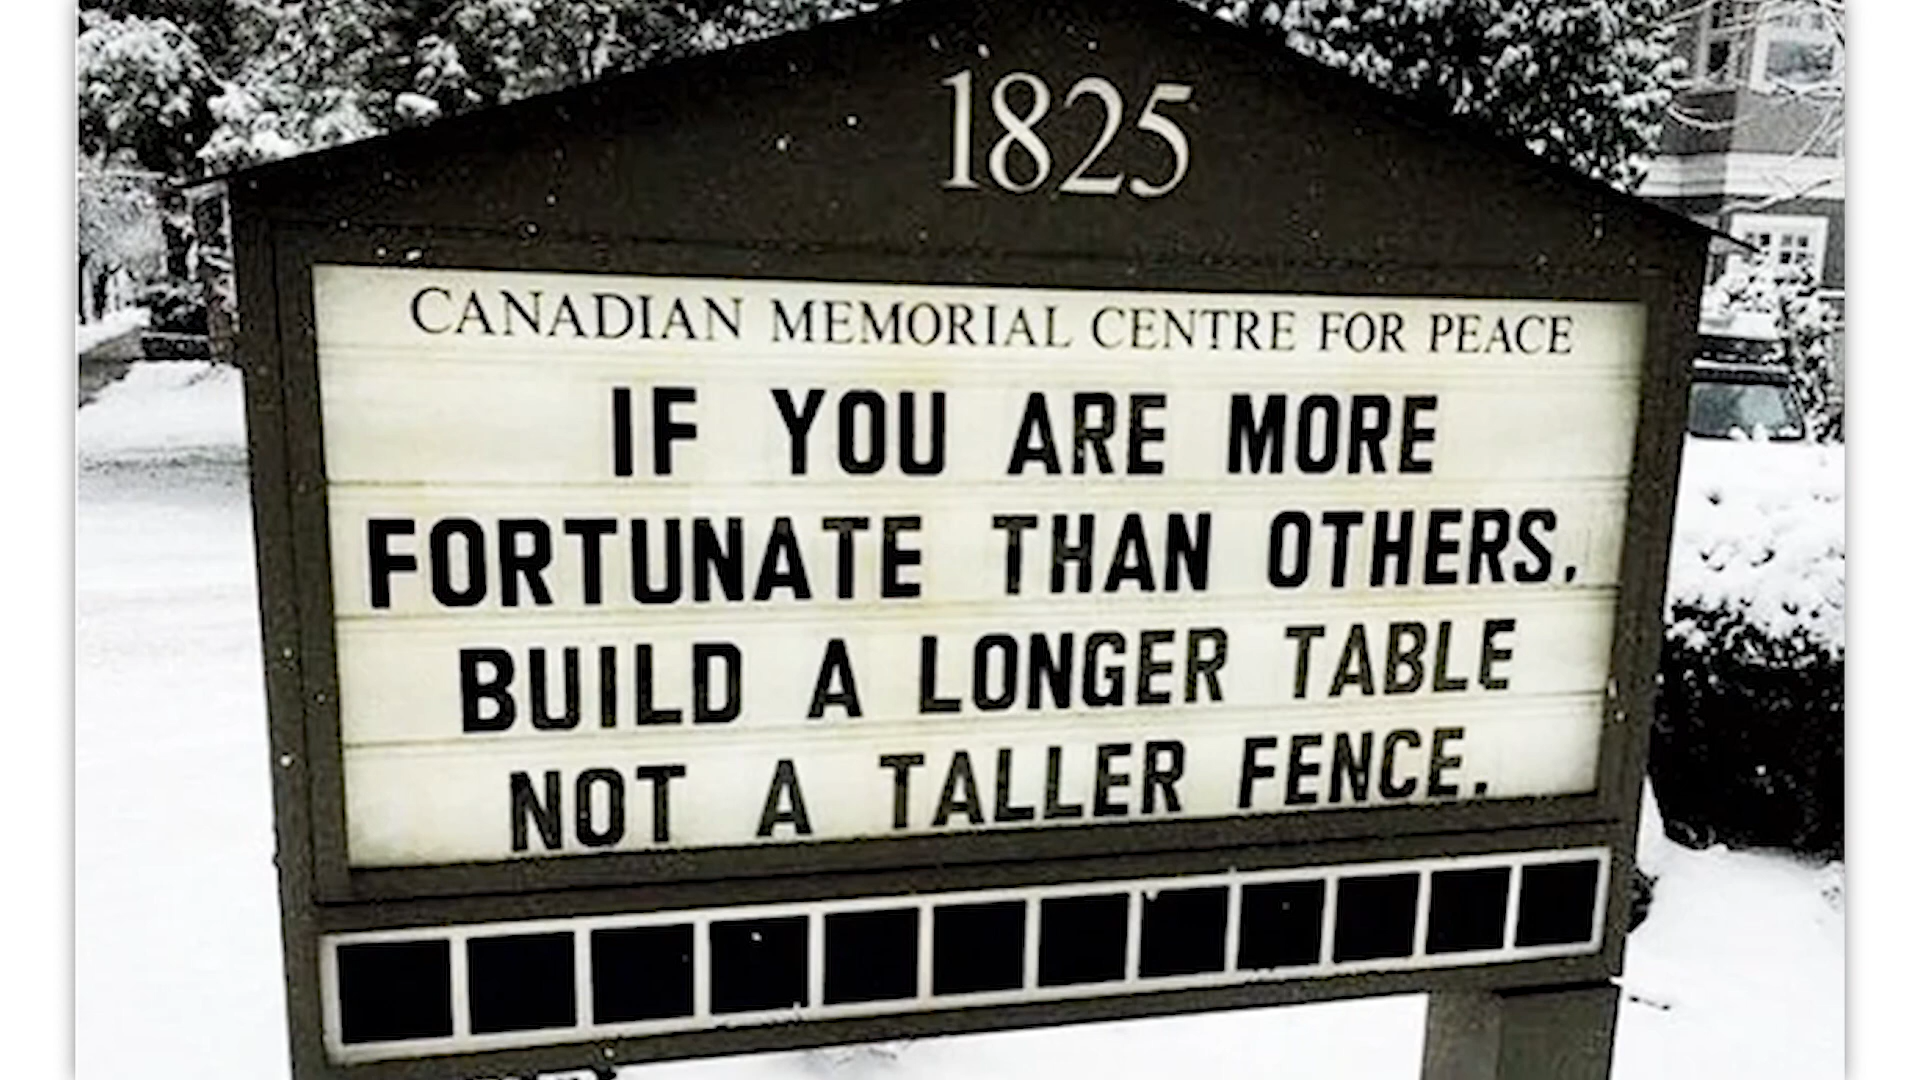 1825
CANADIAN MEMORIAL CENTRE FOR PEACE
IF YOU ARE MORE
FORTUNATE THAN OTHERS,
BUILD A LONGER TABLE
NOT A TALLER FENCE.